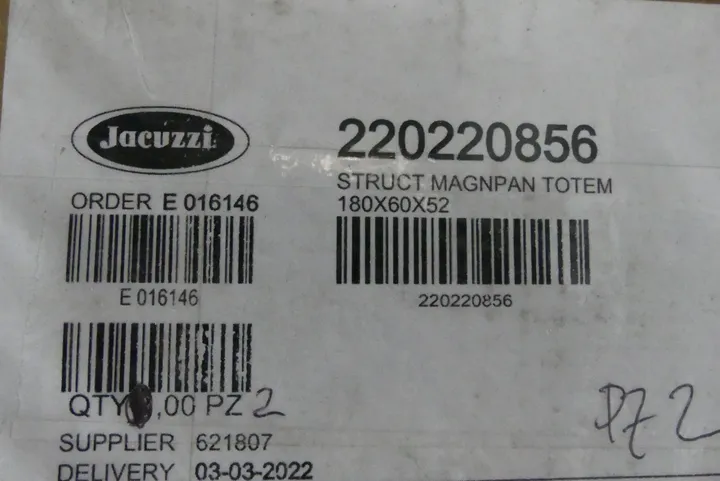 Jacuzzi
220220856
STRUCT MAGNPAN TOTEM
180X60X52
ORDER E 016146
E 016146
220220856
QTY ,00 PZ 2
PZ 2
SUPPLIER 621807
DELIVERY 03-03-2022